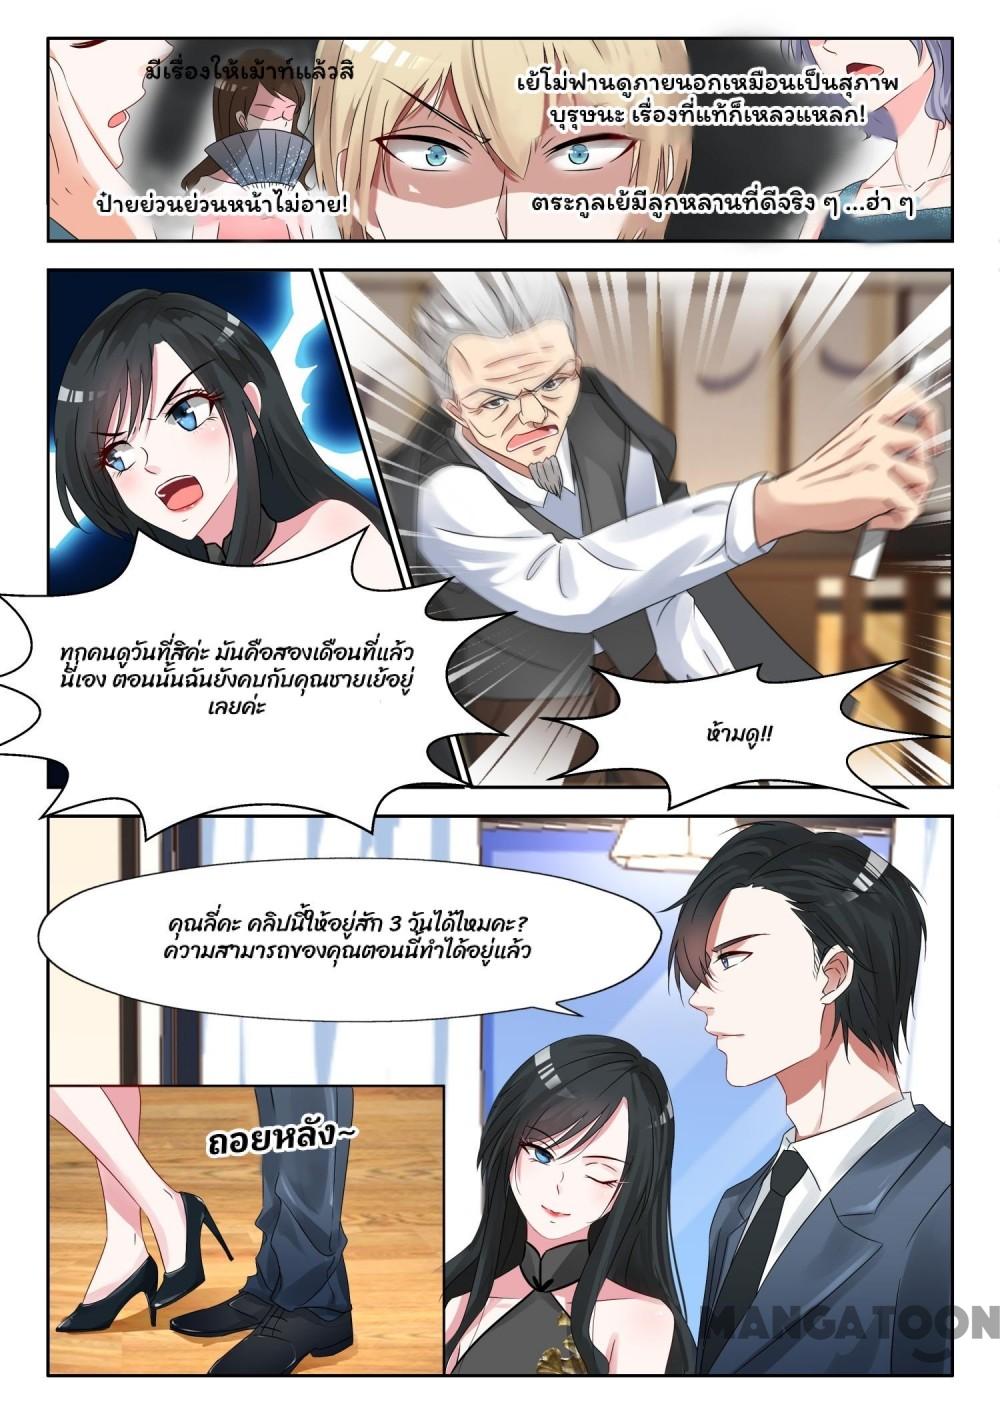 มีเรื่องให้เม้าท์แล้วสิ
เย้โม่ฟานดูภายนอกเหมือนเป็นสุภาพ
บุรุษนะ เรื่องที่แท้ก็เหลวแหลก!
ป๋ายย่วนย่วนหน้าไม่อาย!
ตระกูลเย้มีลูกหลานที่ดีจริง ๆ ...ฮ่า ๆ
ทุกคนดูวันที่สิค่ะ มันคือสองเดือนที่แล้ว
นี่เอง ตอนนั้นฉันยังคบกับคุณชายเย้อยู่
เลยค่ะ
ห้ามดู!!
คุณลี่คะ คลิปนี้ให้อยู่สัก 3 วันได้ไหมคะ?
ความสามารถของคุณตอนนี้ทำได้อยู่แล้ว
ถอยหลัง~
MANGATOON